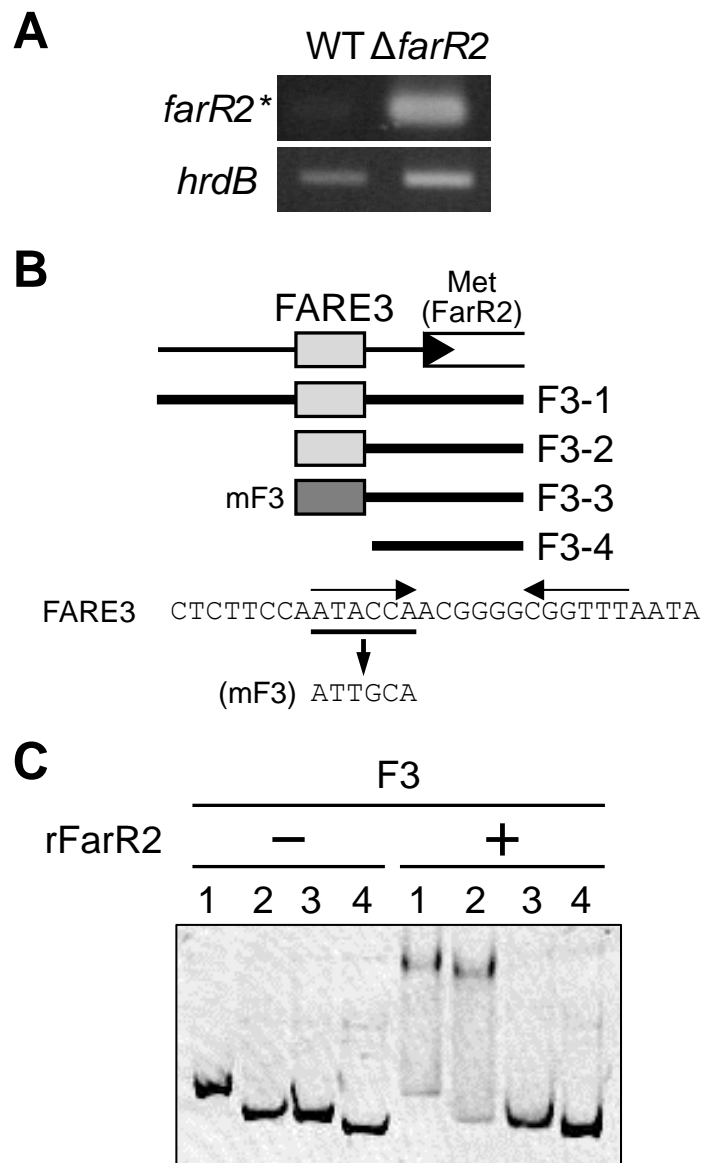 A
WT ΔfarR2
farR2*
hrdB
B
FARE3
Met
(FarR2)
F3-1
F3-2
mF3
F3-3
F3-4
FARE3 CTCTTCCAATACCAACGGGGCGGTTTAATA
(mF3) ATTGCA
C
F3
rFarR2 − +
1 2 3 4 1 2 3 4